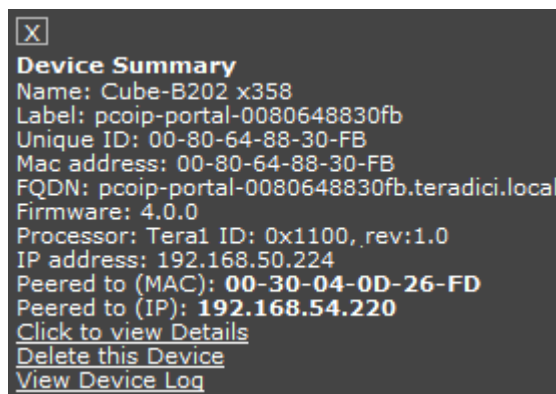 X
Device Summary
Name: Cube-B202 x358
Label: pcoip-portal-0080648830fb
Unique ID: 00-80-64-88-30-FB
Mac address: 00-80-64-88-30-FB
FQDN: pcoip-portal-0080648830fb.teradici.local
Firmware: 4.0.0
Processor: Tera1 ID: 0x1100, rev:1.0
IP address: 192.168.50.224
Peered to (MAC): 00-30-04-0D-26-FD
Peered to (IP): 192.168.54.220
Click to view Details
Delete this Device
View Device Log